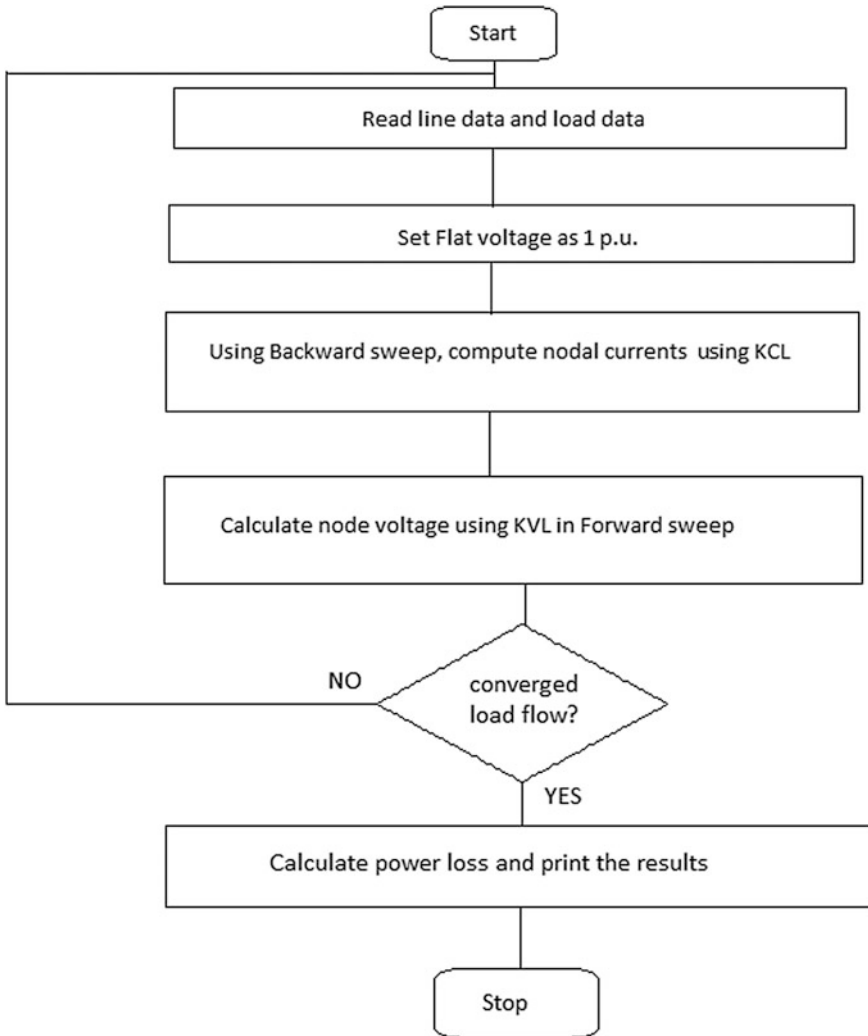 Start
Read line data and load data
Set Flat voltage as 1 p.u.
Using Backward sweep, compute nodal currents using KCL
Calculate node voltage using KVL in Forward sweep
NO
converged
load flow?
YES
Calculate power loss and print the results
Stop